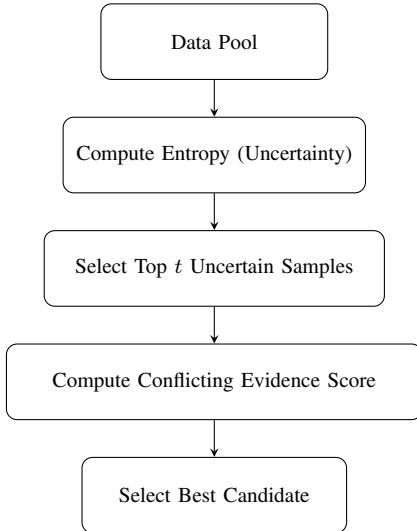 Data Pool
Compute Entropy (Uncertainty)
Select Top t Uncertain Samples
Compute Conflicting Evidence Score
Select Best Candidate